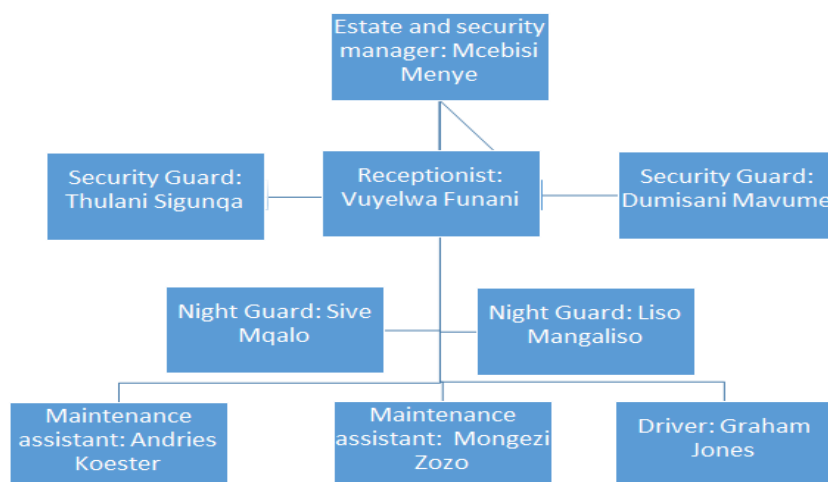 Estate and security
manager: Mcebisi
Menye
Security Guard:
Thulani Sigunqa
Receptionist:
Vuyelwa Funani
Security Guard:
Dumisani Mavume
Night Guard: Sive
Mqalo
Night Guard: Liso
Mangaliso
Maintenance
assistant: Andries
Koester
Maintenance
assistant: Mongezi
Zozo
Driver: Graham
Jones